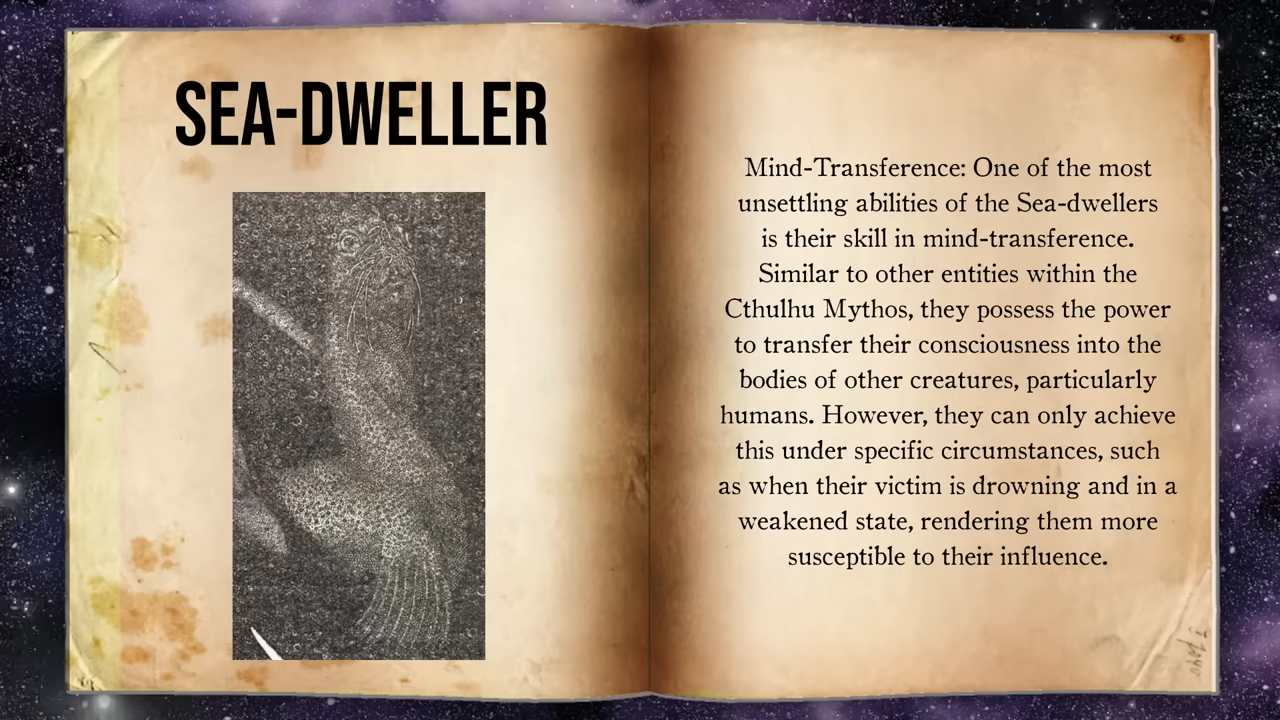 SEA-DWELLER
Mind-Transference: One of the most
unsettling abilities of the Sea-dwellers
is their skill in mind-transference.
Similar to other entities within the
Cthulhu Mythos, they possess the power
to transfer their consciousness into the
bodies of other creatures, particularly
humans. However, they can only achieve
this under specific circumstances, such
as when their victim is drowning and in a
weakened state, rendering them more
susceptible to their influence.